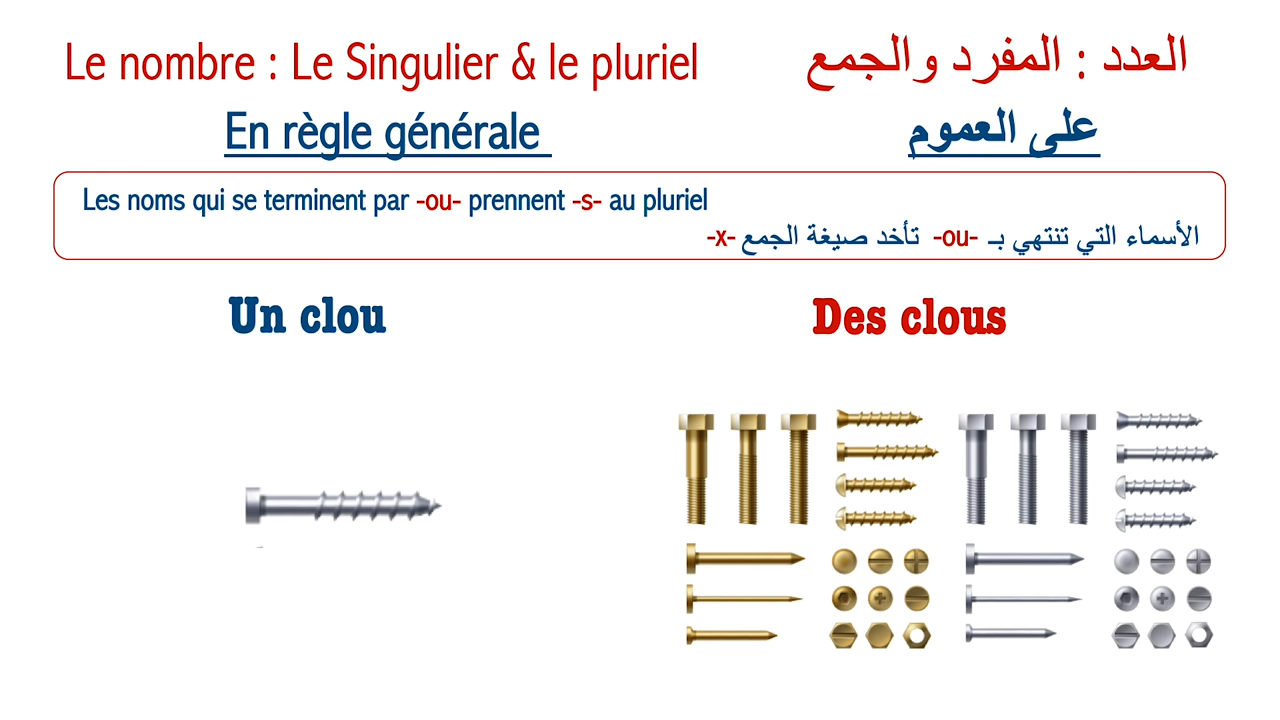 Le nombre : Le Singulier & le pluriel
العدد : المفرد والجمع
En règle générale
على العموم
Les noms qui se terminent par -ou- prennent -s- au pluriel
الأسماء التي تنتهي بـ -ou- تأخد صيغة الجمع -x-
Un clou
Des clous